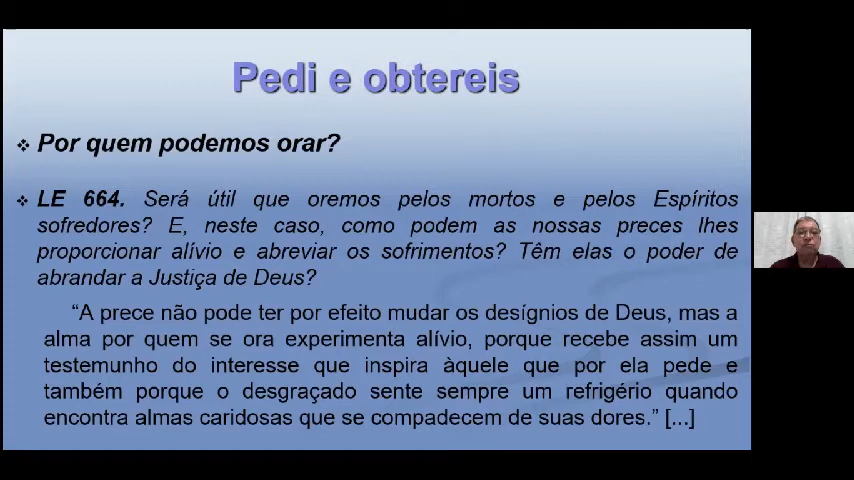 Pedi e obtereis
❖ Por quem podemos orar?
❖ LE 664. Será útil que oremos pelos mortos e pelos Espíritos
sofredores? E, neste caso, como podem as nossas preces lhes
proporcionar alívio e abreviar os sofrimentos? Têm elas o poder de
abrandar a Justiça de Deus?
“A prece não pode ter por efeito mudar os desígnios de Deus, mas a
alma por quem se ora experimenta alívio, porque recebe assim um
testemunho do interesse que inspira àquele que por ela pede e
também porque o desgraçado sente sempre um refrigério quando
encontra almas caridosas que se compadecem de suas dores.” [...]